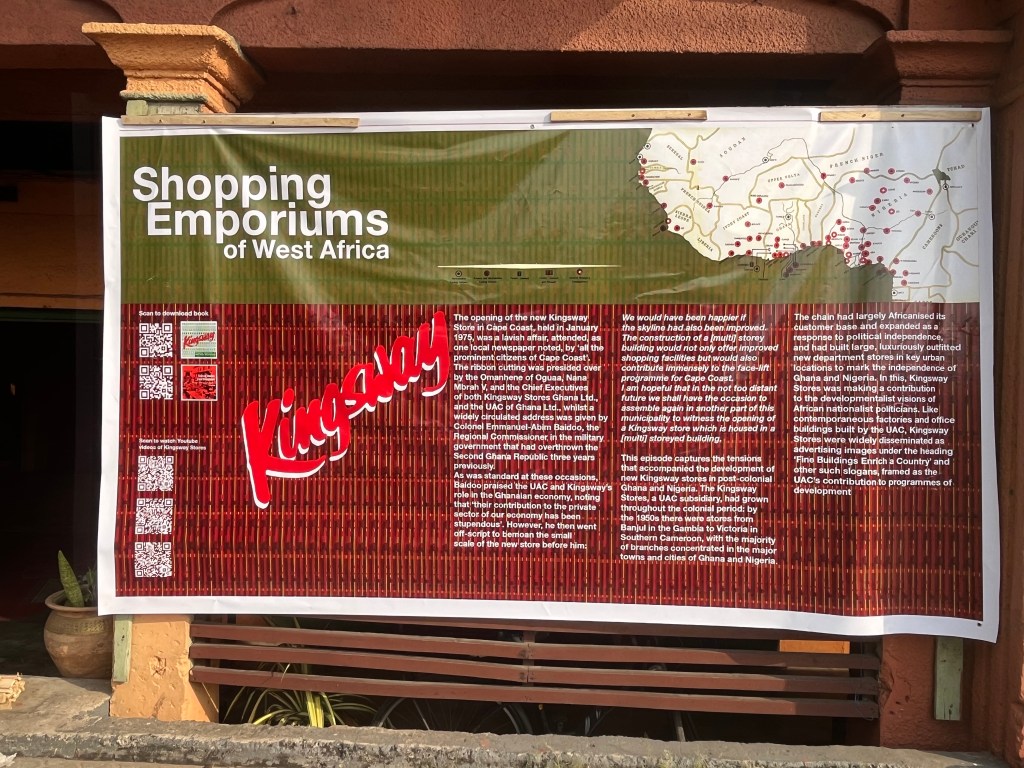 Shopping
Emporiums
of West Africa
SENEGAL
SOUDAN
FRENCH NIGER
TCHAD
UPPER VOLTA
IVORY COAST
SIERRA LEONE
LIBERIA
NIGERIA
CAMEROONS
Scan to download book
Kingsway
Scan to watch Youtube
videos of Kingsway Stores
Kingsway
The opening of the new Kingsway
Store in Cape Coast, held in January
1975, was a lavish affair, attended, as
one local newspaper noted, by 'all the
prominent citizens of Cape Coast'.
The ribbon cutting was presided over
by the Omanhene of Oguaa, Nana
Mbrah V, and the Chief Executives
of both Kingsway Stores Ghana Ltd.,
and the UAC of Ghana Ltd., whilst a
widely circulated address was given by
Colonel Emmanuel-Abim Baidoo, the
Regional Commissioner in the military
government that had overthrown the
Second Ghana Republic three years
previously.
As was standard at these occasions,
Baidoo praised the UAC and Kingsway's
role in the Ghanaian economy, noting
that 'their contribution to the private
sector of our economy has been
stupendous'. However, he then went
off-script to bemoan the small
scale of the new store before him:
We would have been happier if
the skyline had also been improved.
The construction of a [multi] storey
building would not only offer improved
shopping facilities but would also
contribute immensely to the face-lift
programme for Cape Coast.
I am hopeful that in the not too distant
future we shall have the occasion to
assemble again in another part of this
municipality to witness the opening of
a Kingsway store which is housed in a
[multi] storeyed building.
This episode captures the tensions
that accompanied the development of
new Kingsway stores in post-colonial
Ghana and Nigeria. The Kingsway
Stores, a UAC subsidiary, had grown
throughout the colonial period: by
the 1950s there were stores from
Banjul in the Gambia to Victoria in
Southern Cameroon, with the majority
of branches concentrated in the major
towns and cities of Ghana and Nigeria.
The chain had largely Africanised its
customer base and expanded as a
response to political independence,
and had built large, luxuriously outfitted
new department stores in key urban
locations to mark the independence of
Ghana and Nigeria. In this, Kingsway
Stores was making a contribution
to the developmentalist visions of
African nationalist politicians. Like
contemporaneous factories and office
buildings built by the UAC, Kingsway
Stores were widely disseminated as
advertising images under the heading
'Fine Buildings Enrich a Country' and
other such slogans, framed as the
UAC's contribution to programmes of
development